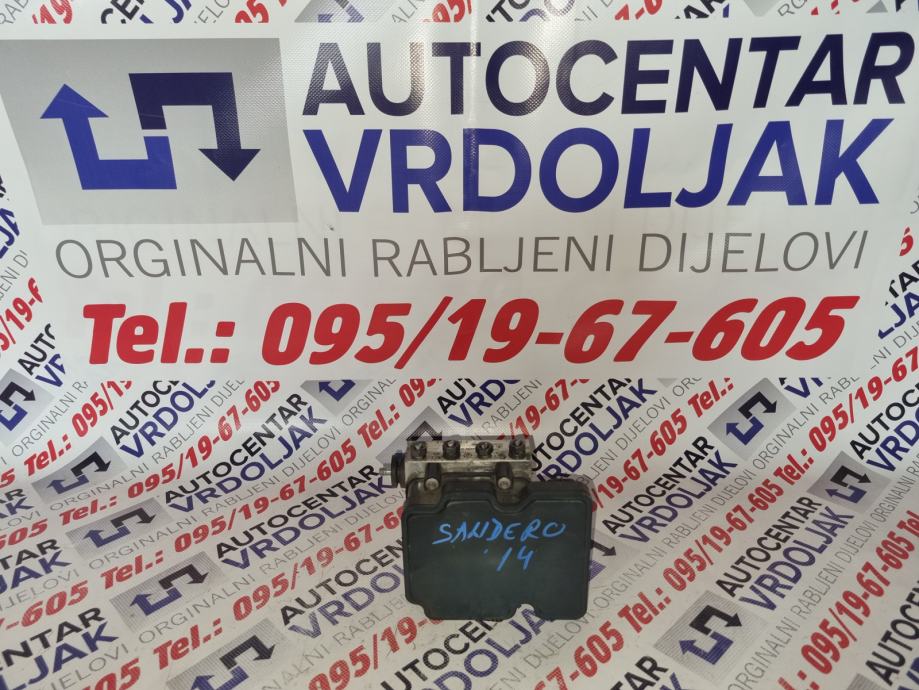 AUTOCENTAR
VRDOLJAK
ORGINALNI RABLJENI DIJELOVI
Tel.: 095/19-67-605
SANDERO
'14